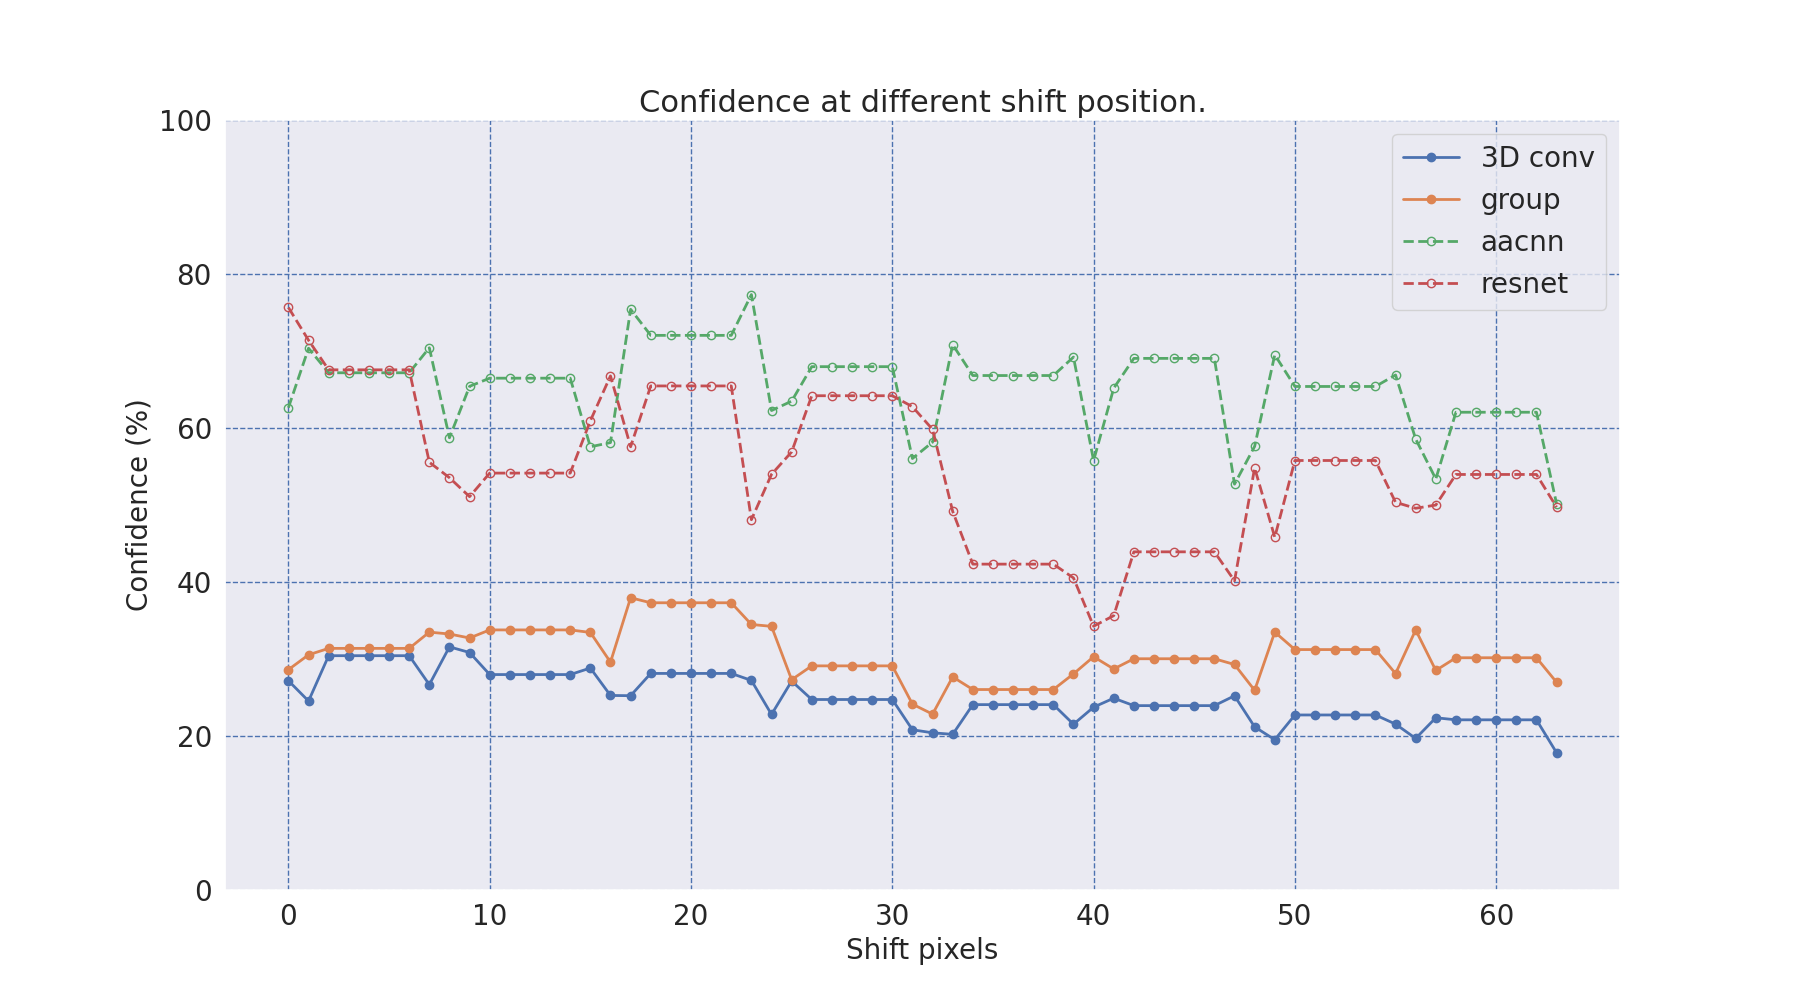 Confidence at different shift position.
100
80
60
40
20
0
Confidence (%)
0 10 20 30 40 50 60
Shift pixels
3D conv
group
aacnn
resnet